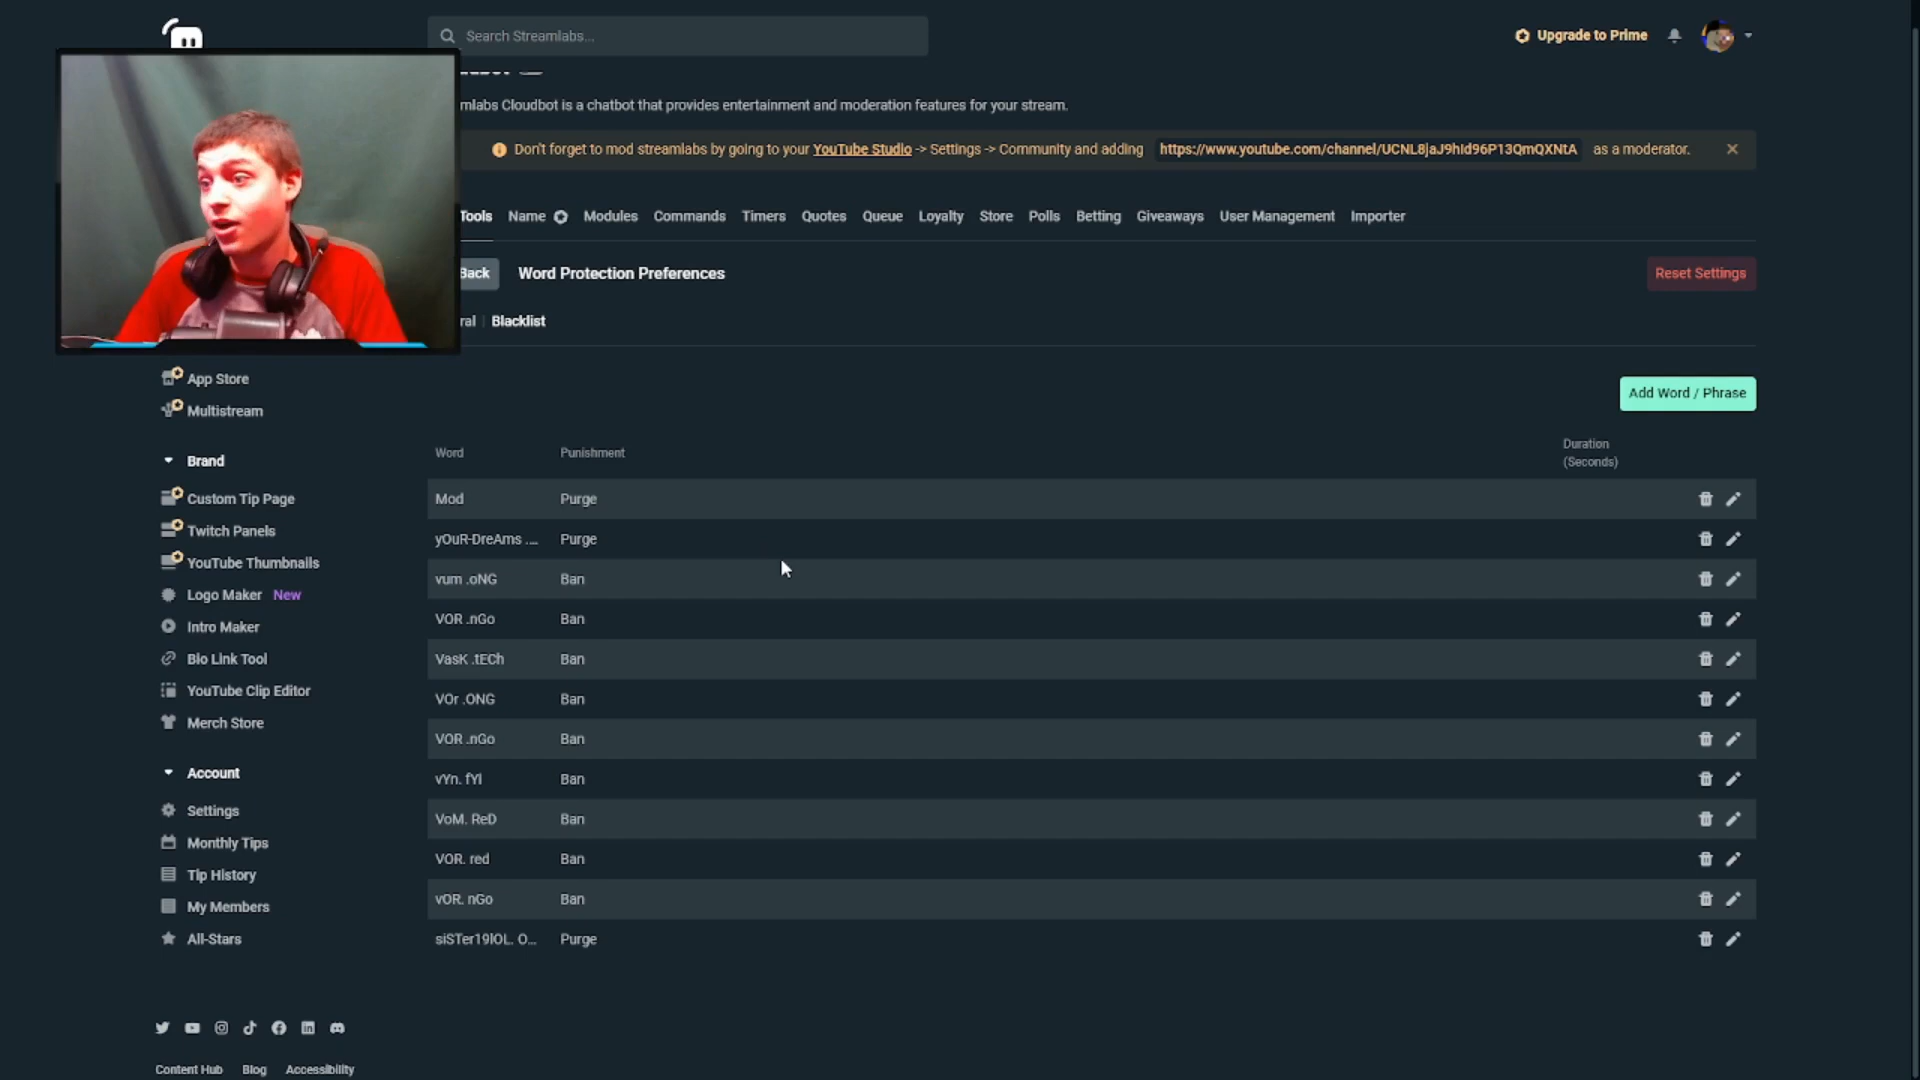 Search Streamlabs...
Upgrade to Prime
mlabs Cloudbot is a chatbot that provides entertainment and moderation features for your stream.
Don't forget to mod streamlabs by going to your YouTube Studio -> Settings -> Community and adding https://www.youtube.com/channel/UCNL8jaJ9hId96P13QmQXNtA as a moderator.
Tools Name Modules Commands Timers Quotes Queue Loyalty Store Polls Betting Giveaways User Management Importer
Back Word Protection Preferences Reset Settings
ral Blacklist
App Store
Add Word / Phrase
Multistream
Brand
Custom Tip Page
Twitch Panels
YouTube Thumbnails
Logo Maker New
Intro Maker
Bio Link Tool
YouTube Clip Editor
Merch Store
Account
Settings
Monthly Tips
Tip History
My Members
All-Stars
Word Punishment Duration
(Seconds)
Mod Purge
yOuR-DreAms .... Purge
vum .oNG Ban
VOR .nGo Ban
VasK .tECh Ban
VOr .ONG Ban
VOR .nGo Ban
vYn. fYI Ban
VoM. ReD Ban
VOR. red Ban
vOR. nGo Ban
siSTer19lOL. O... Purge
Content Hub Blog Accessibility